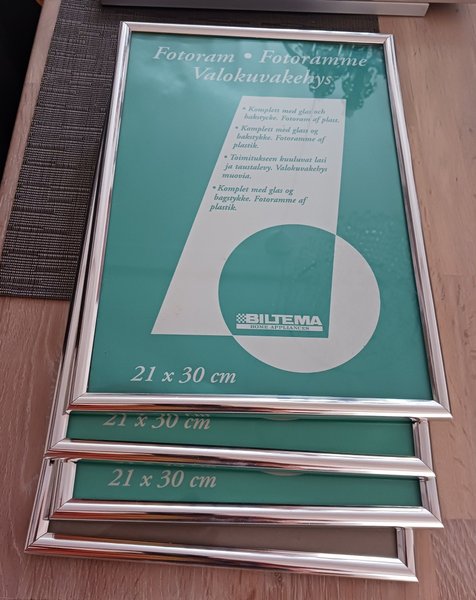 Fotoram • Fotoramme
Valokuvakehys
• Komplett med glas och
bakstycke. Fotoram af plast.
• Komplett med glass og
bakstykke. Fotoramme af
plastik.
• Toimitukseen kuuluvat lasi
ja taustalevy. Valokuvakehys
muovia.
• Komplet med glas og
bagstykke. Fotoramme af
plastik.
BILTEMA
HOME APPLIANCES
21 x 30 cm
21 x 30 cm
21 x 30 cm